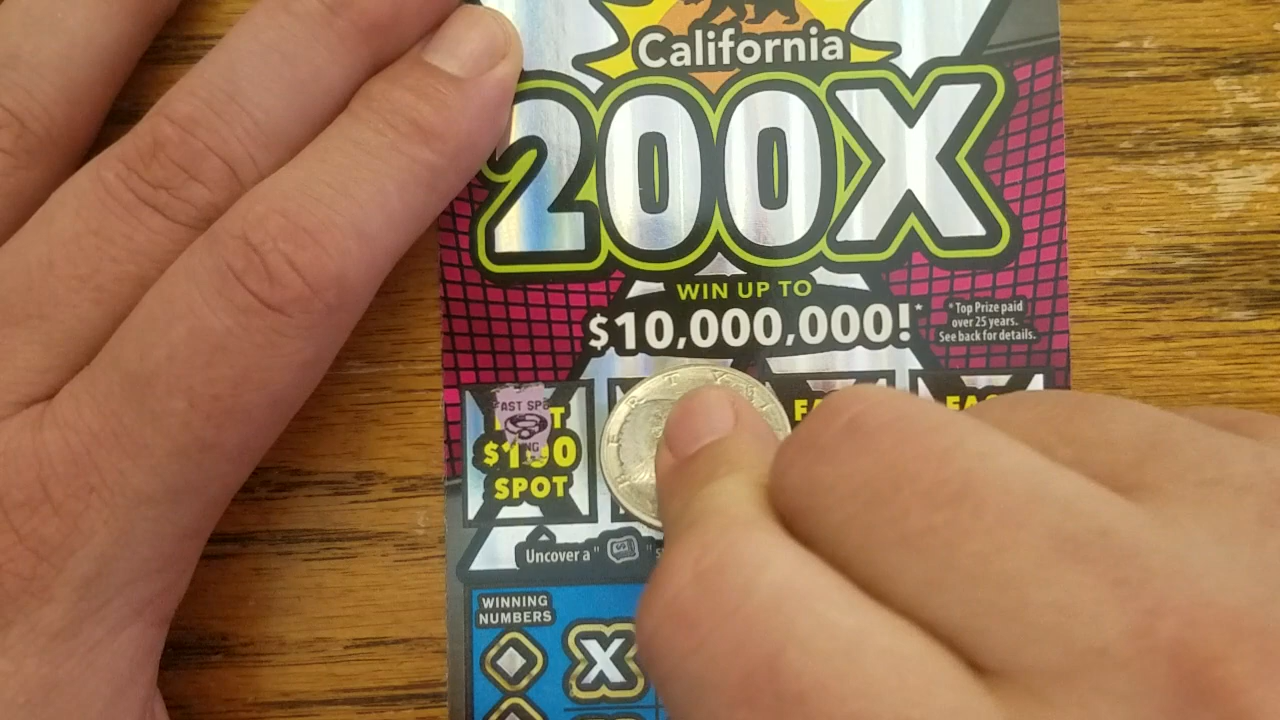 California
200X
WIN UP TO
$10,000,000!*
*Top Prize paid
over 25 years.
See back for details.
$100
SPOT
Uncover a "
WINNING
NUMBERS
X